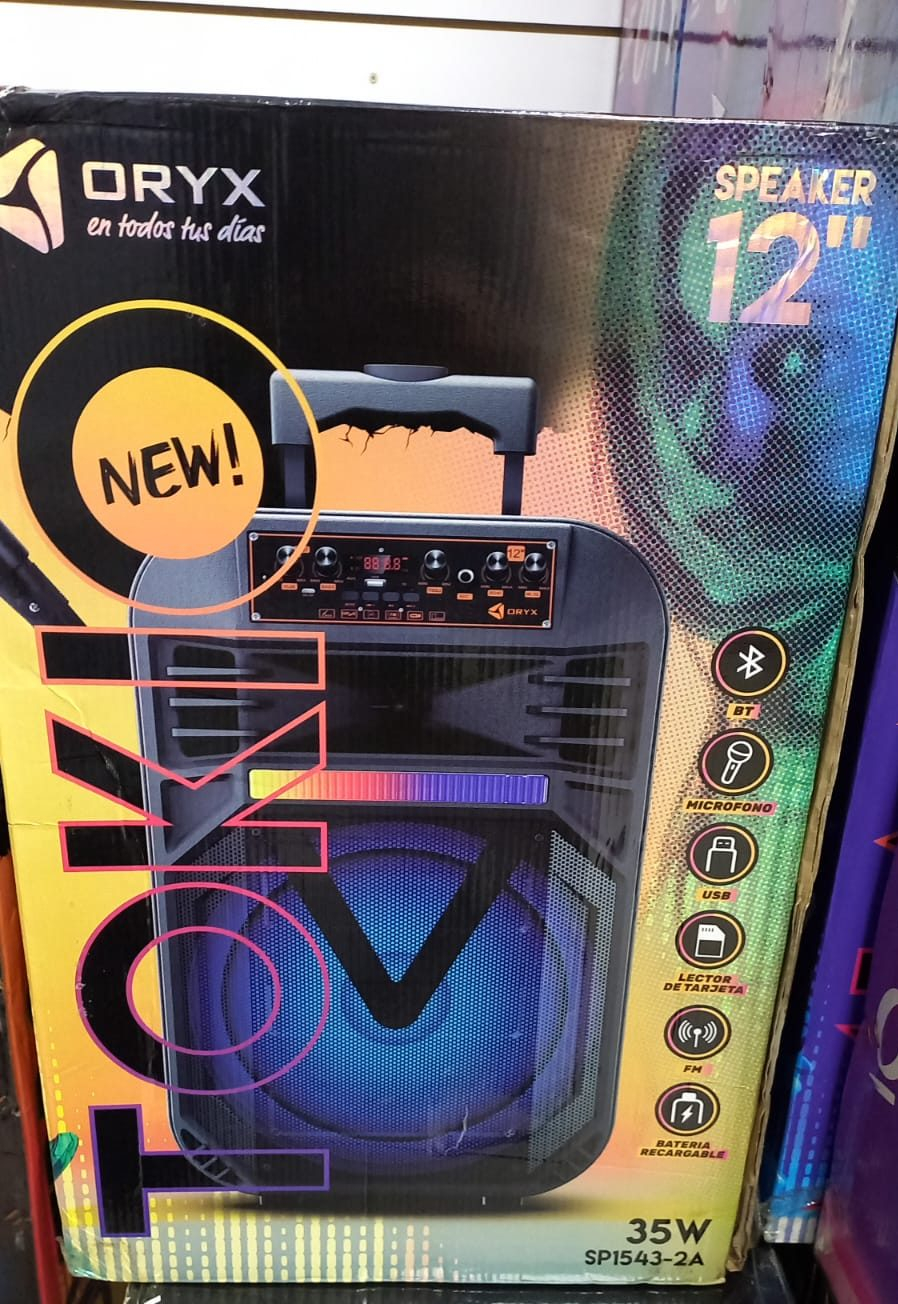 ORYX
en todos tus días
SPEAKER
12"
NEW!
TOKIO
12"
ORYX
BT
MICROFONO
USB
LECTOR
DE TARJETA
FM
BATERIA
RECARGABLE
35W
SP1543-2A